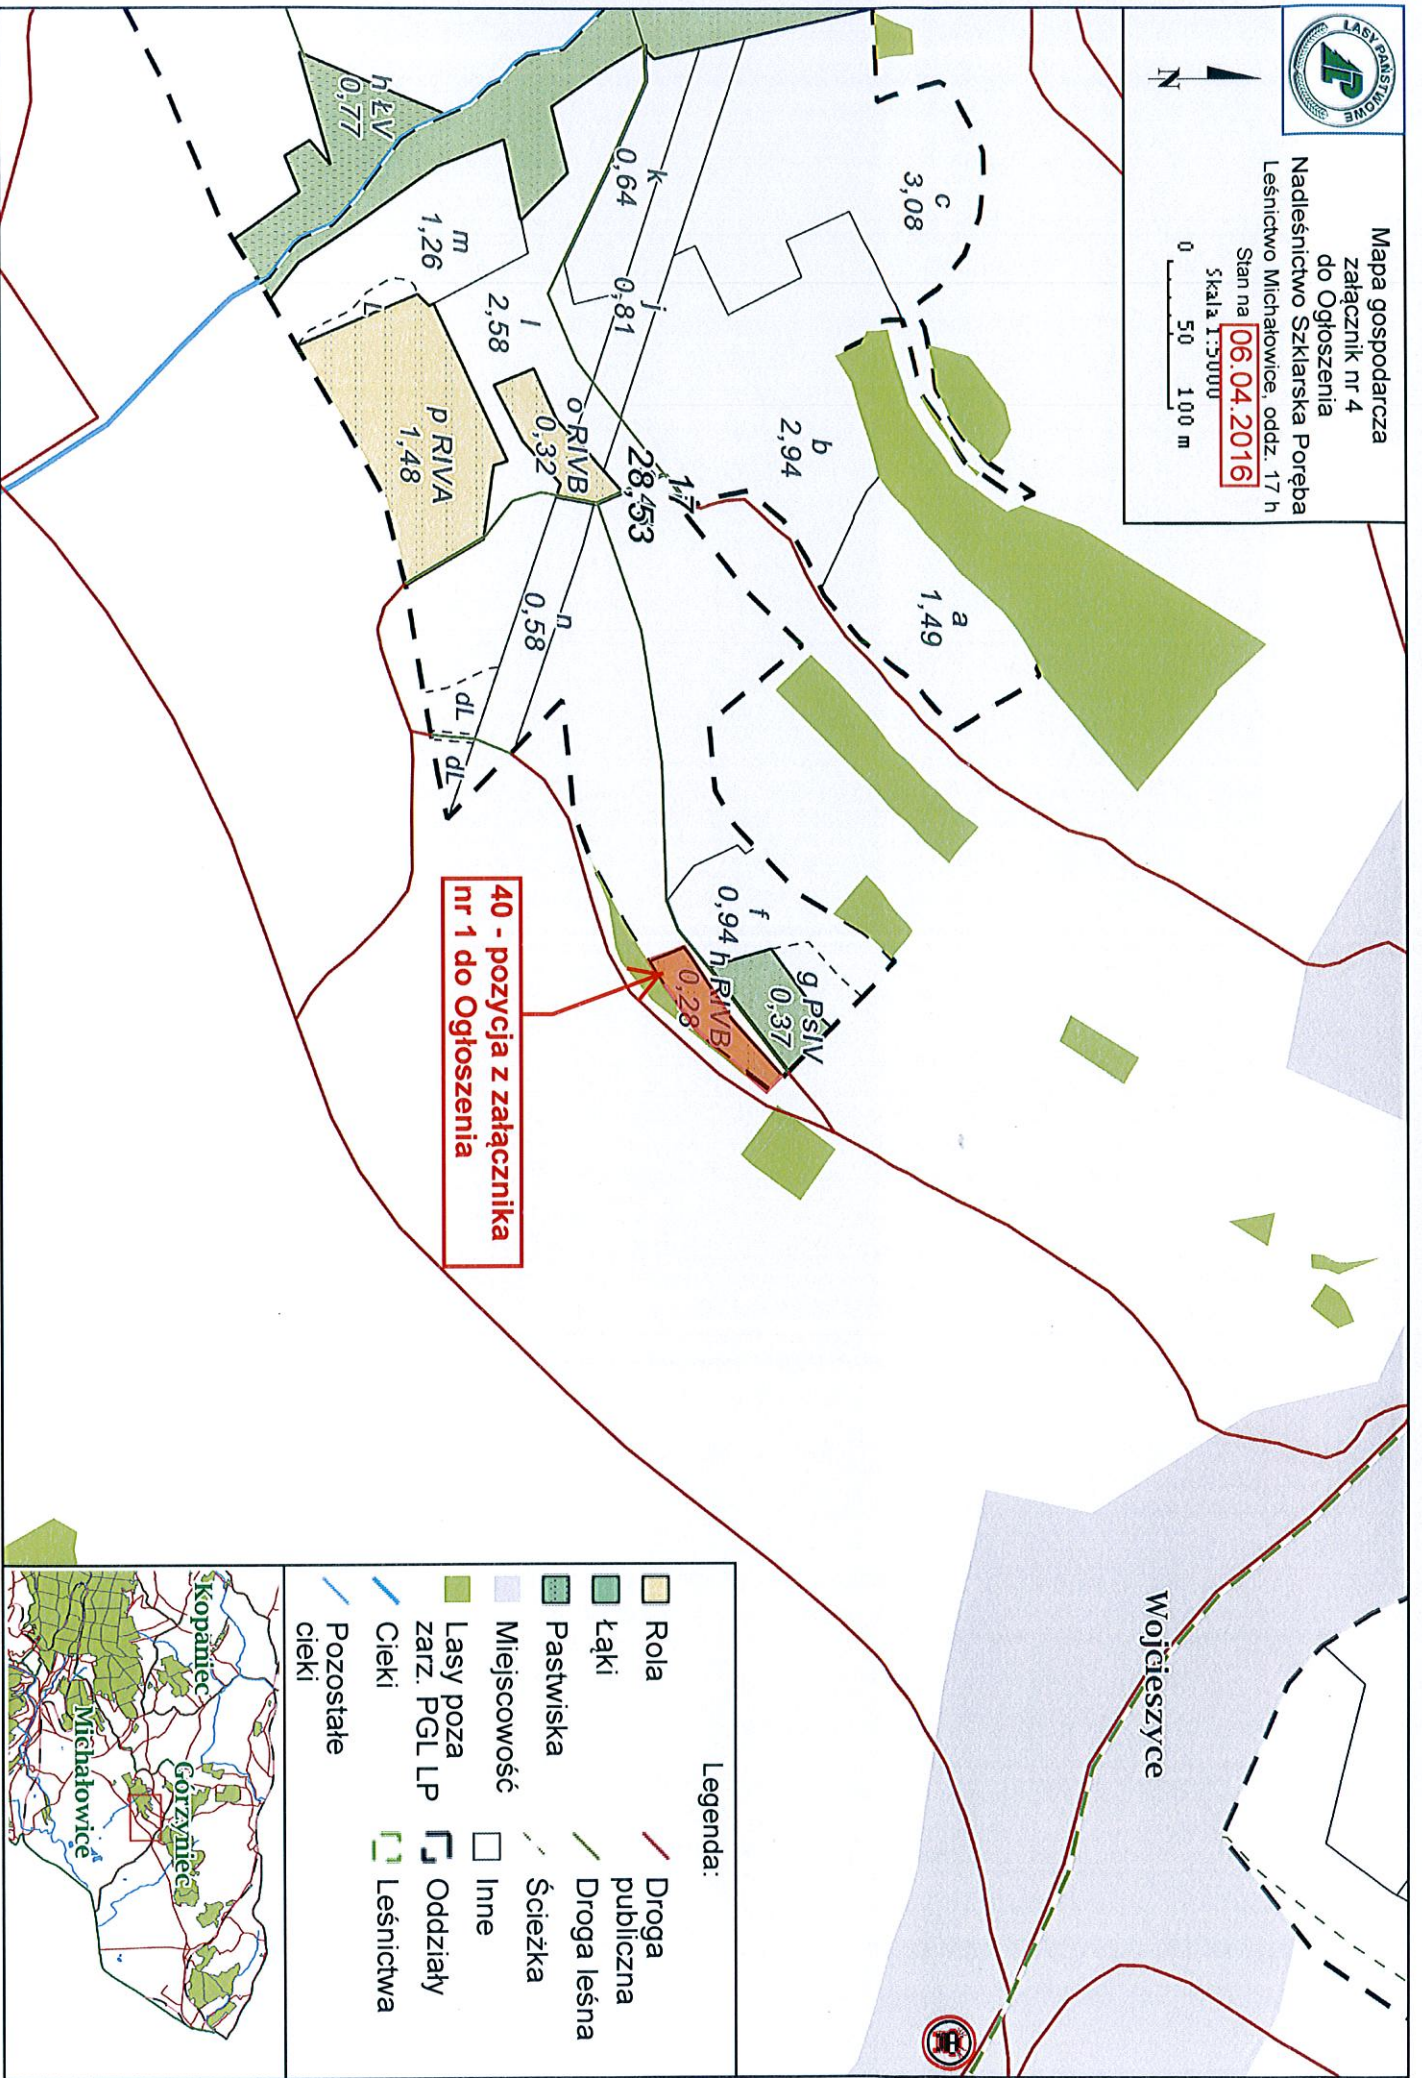 LASY PAŃSTWOWE
Mapa gospodarcza
załącznik nr 4
do Ogłoszenia
Nadleśnictwo Szklarska Poręba
Leśnictwo Michałowice, oddz. 17 h
Stan na 06.04.2016
Skala 1:5000
0 50 100 m
N
c
3,08
b
2,94
a
1,49
k
0,64
j
0,81
h ŁV
0,77
m
1,26
l
2,58
L
o RIVB
0,32
p RIVA
1,48
17
28,53
n
0,58
dL
dL
f
0,94
g PsIV
0,37
h RIVB
0,28
40 - pozycja z załącznika
nr 1 do Ogłoszenia
Wojcieszyce
Legenda:
Rola
Łąki
Pastwiska
Miejscowość
Lasy poza
zarz. PGL LP
Cieki
Pozostałe
cieki
Droga
publiczna
Droga leśna
Ścieżka
Inne
Oddziały
Leśnictwa
Kopaniec
Górzyniec
Michałowice